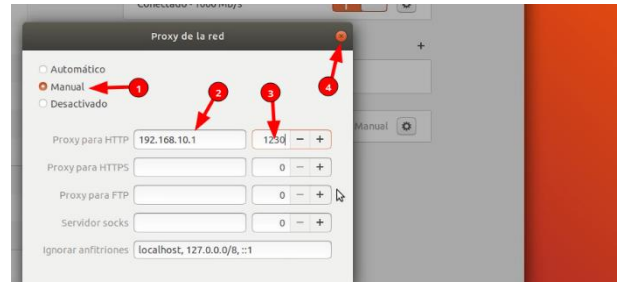 Conectado - 1000 Mb/s
Proxy de la red
Automático
Manual
Desactivado
1
2
3
4
Proxy para HTTP 192.168.10.1 1230 − +
Manual
Proxy para HTTPS 0 − +
Proxy para FTP 0 − +
Servidor socks 0 − +
Ignorar anfitriones localhost, 127.0.0.0/8, ::1